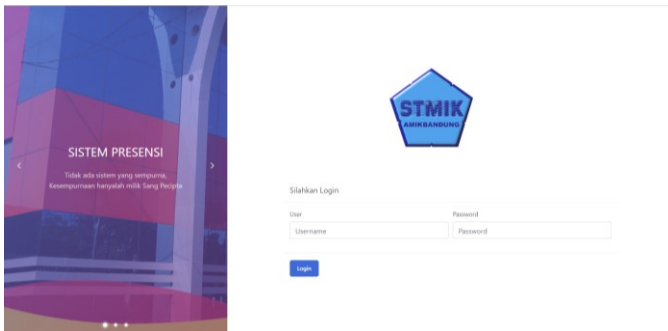 SISTEM PRESENSI
Tidak ada sistem yang sempurna,
Kesempurnaan hanyalah milik Sang Pecipta
STMIK
AMIKBANDUNG
Silahkan Login
User
Password
Username
Password
Login